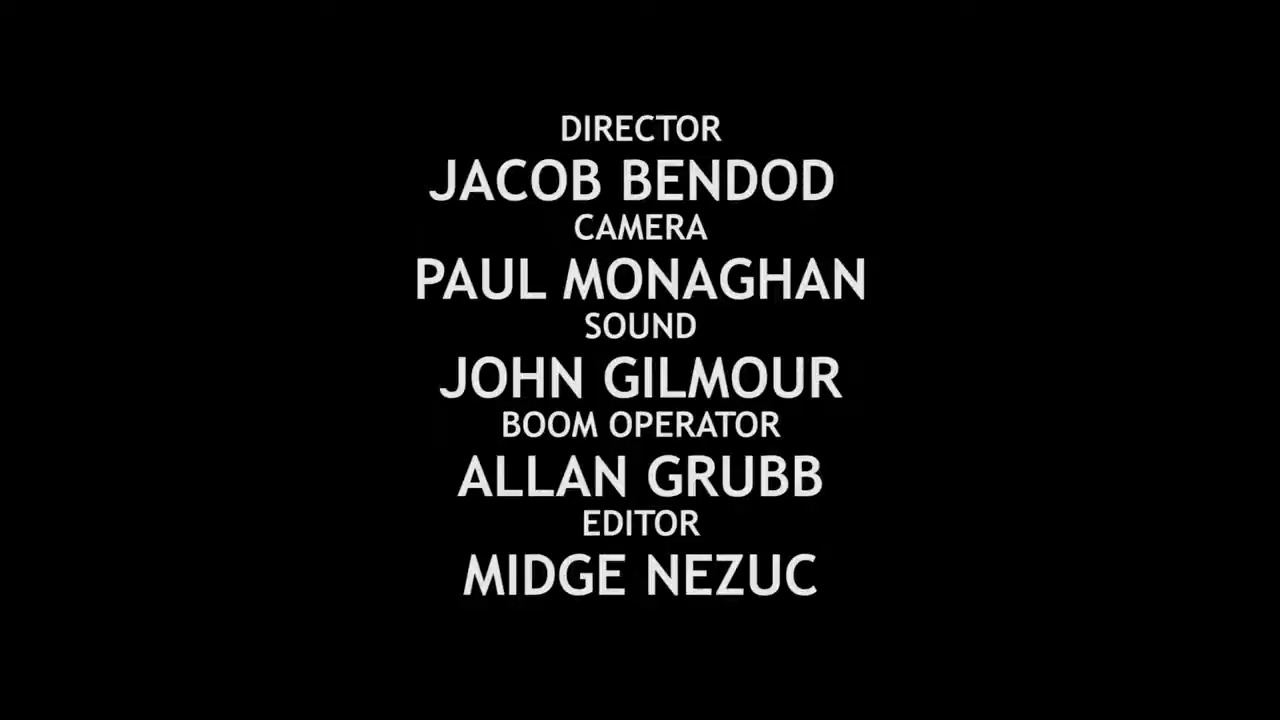 DIRECTOR
JACOB BENDOD
CAMERA
PAUL MONAGHAN
SOUND
JOHN GILMOUR
BOOM OPERATOR
ALLAN GRUBB
EDITOR
MIDGE NEZUC